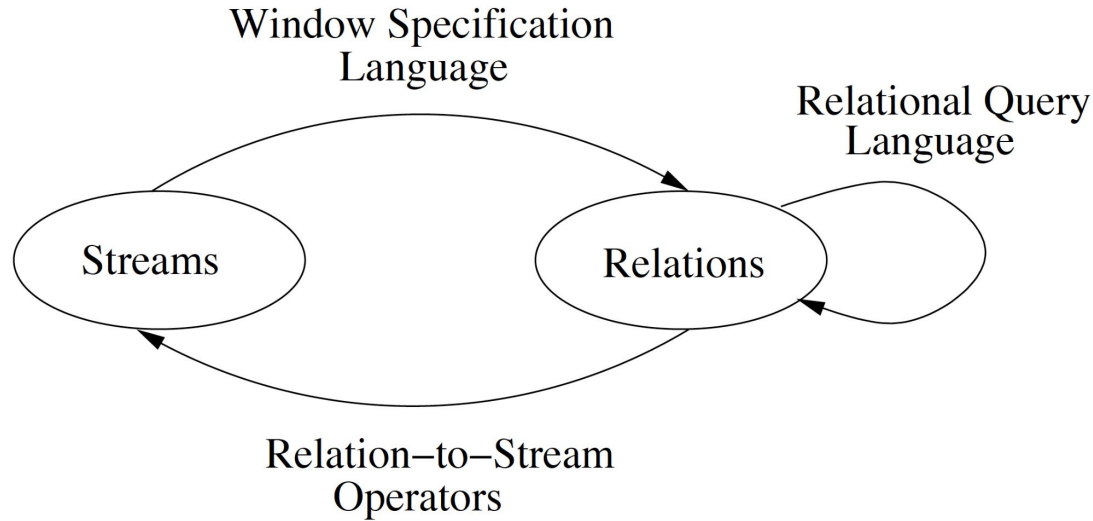 Window Specification
Language
Relational Query
Language
Streams
Relations
Relation−to−Stream
Operators